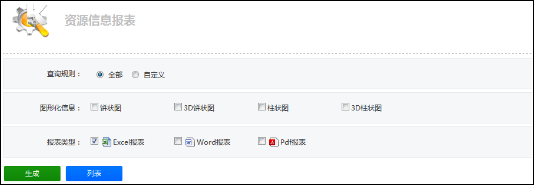 资源信息报表
查询规则： 全部 自定义
图形化信息： 饼状图 3D饼状图 柱状图 3D柱状图
报表类型： Excel报表 Word报表 Pdf报表
生成 列表